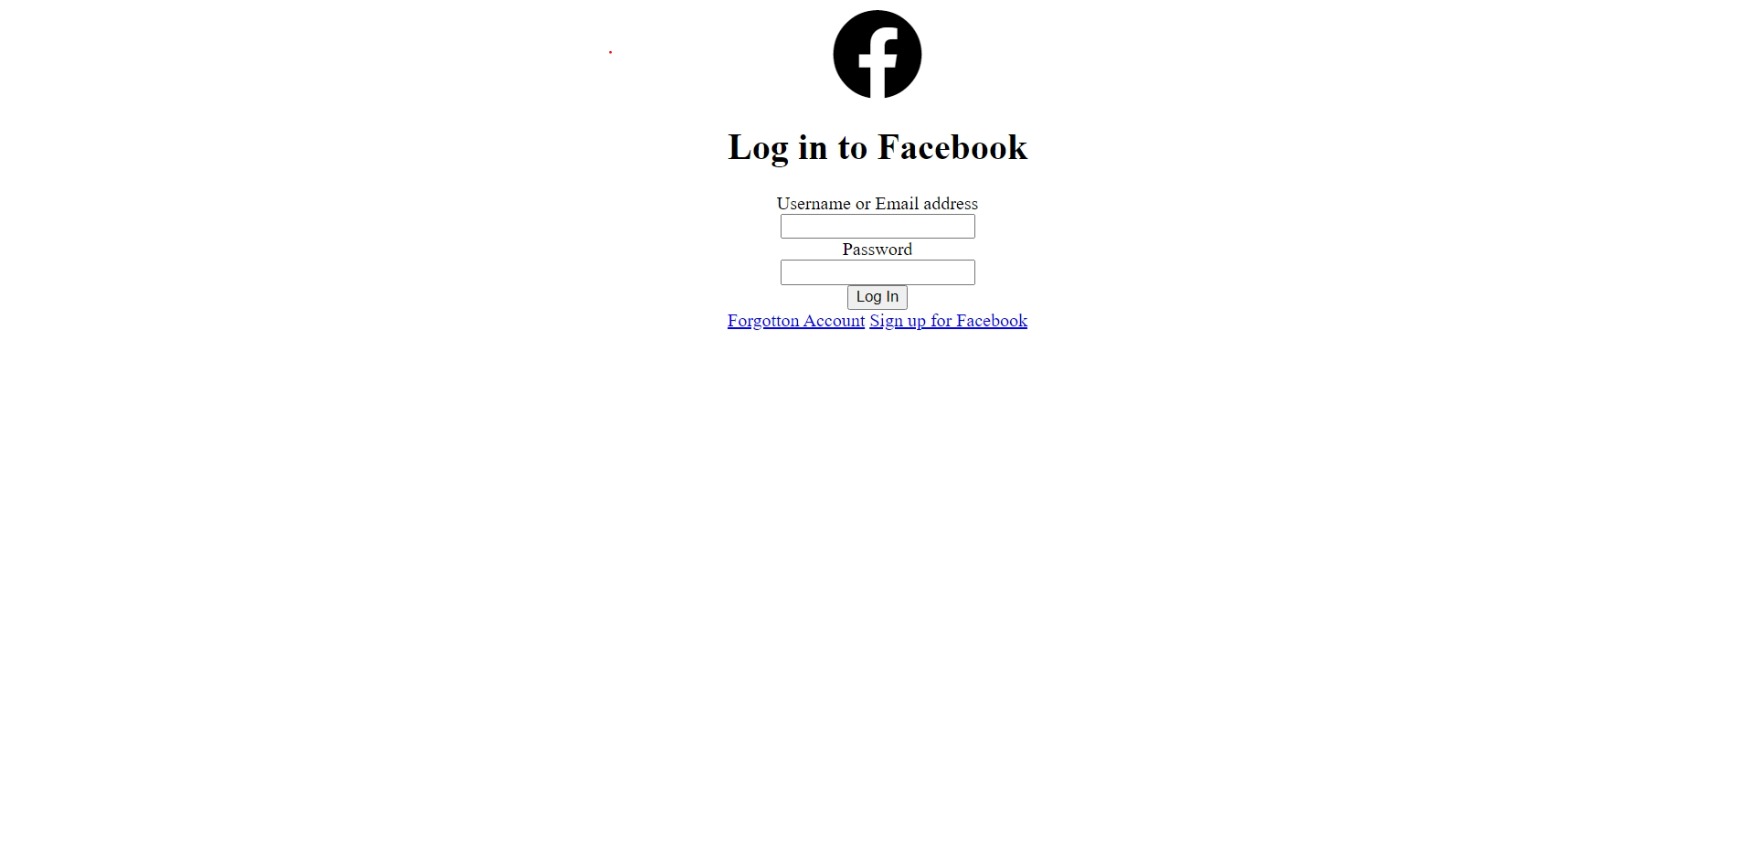 Log in to Facebook
Username or Email address
Password
Log In
Forgotton Account Sign up for Facebook